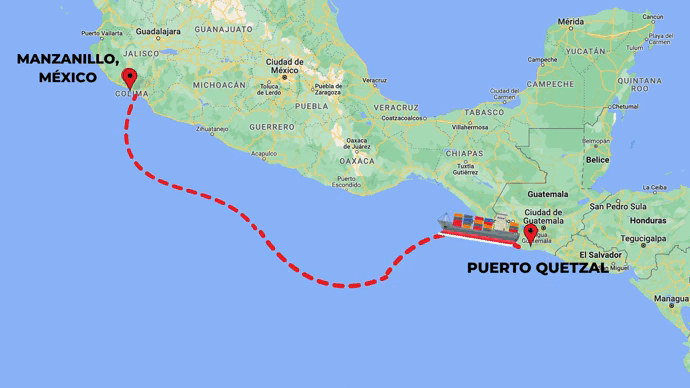 MANZANILLO,
MÉXICO
Puerto Vallarta
Guadalajara
JALISCO
GUANAJUATO
COLIMA
MICHOACÁN
Ciudad de
México
Toluca
de Lerdo
Puebla de
Zaragoza
PUEBLA
Veracruz
VERACRUZ
Coatzacoalcos
Zihuatanejo
GUERRERO
Acapulco
Oaxaca
de Juárez
OAXACA
Puerto
Escondido
Mérida
Cancún
Playa del
Carmen
Tulum
YUCATÁN
Campeche
CAMPECHE
QUINTANA
ROO
Ciudad del
Carmen
Chetumal
TABASCO
Villahermosa
CHIAPAS
Tuxtla
Gutiérrez
Belmopan
Belice
Guatemala
Ciudad de
Guatemala
Antigua
Guatemala
La Ceiba
San Pedro Sula
Honduras
Tegucigalpa
El Salvador
San Miguel
Managua
PUERTO QUETZAL